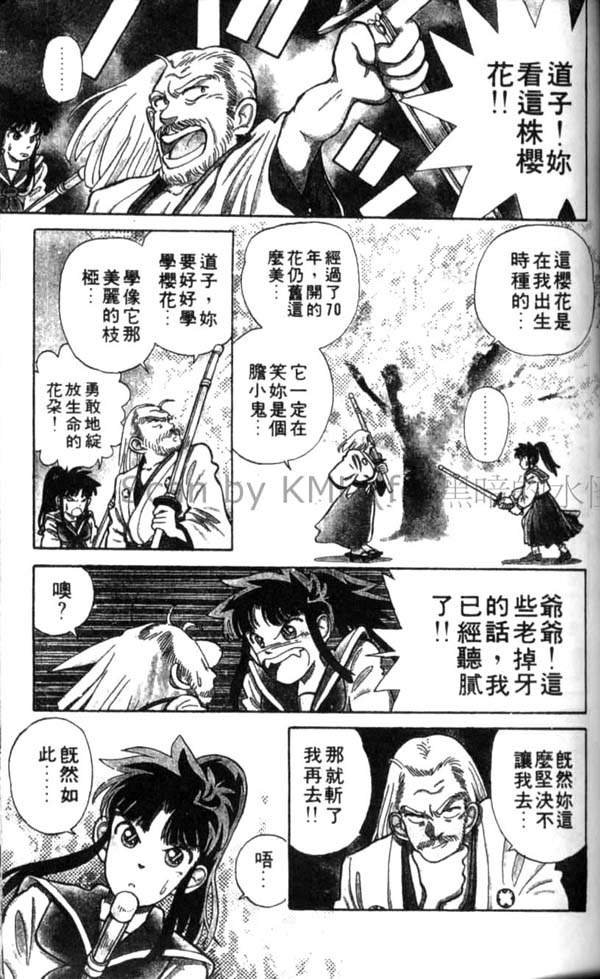 道子！妳
看這株櫻
花！！
……
這櫻花是
在我出生
時種的…
……
經過了70
年，開的
花仍舊這
麼美…
它一定在
笑妳是個
膽小鬼…
道子，妳
要好好學
學櫻花…
學像它那
美麗的枝
極…
勇敢地綻
放生命的
花朵！
爺爺！這
些老掉牙
的話，我
已經聽膩
了！！
噢？
既然妳這
麼堅決不
讓我去…
那就斬了
我再去！！
唔…
既然如
此……